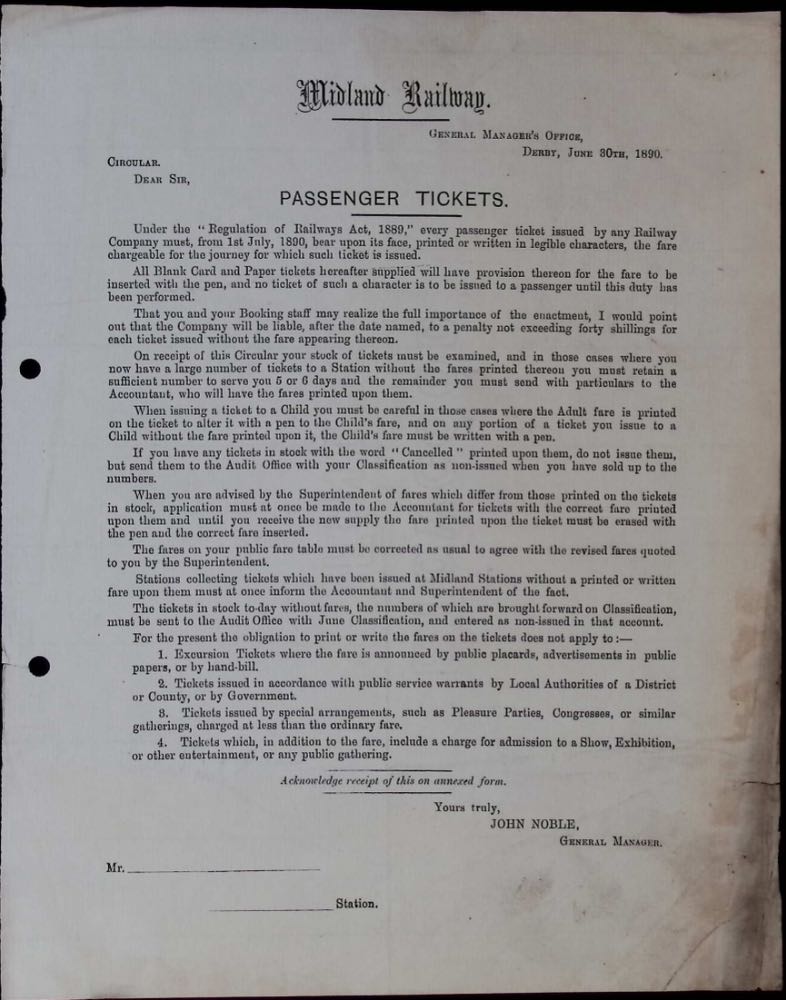 Midland Railway.
GENERAL MANAGER'S OFFICE,
DERBY, JUNE 30TH, 1890.
CIRCULAR.
DEAR SIR,
PASSENGER TICKETS.
Under the "Regulation of Railways Act, 1889," every passenger ticket issued by any Railway
Company must, from 1st July, 1890, bear upon its face, printed or written in legible characters, the fare
chargeable for the journey for which such ticket is issued.
All Blank Card and Paper tickets hereafter supplied will have provision thereon for the fare to be
inserted with the pen, and no ticket of such a character is to be issued to a passenger until this duty has
been performed.
That you and your Booking staff may realize the full importance of the enactment, I would point
out that the Company will be liable, after the date named, to a penalty not exceeding forty shillings for
each ticket issued without the fare appearing thereon.
On receipt of this Circular your stock of tickets must be examined, and in those cases where you
now have a large number of tickets to a Station without the fares printed thereon you must retain a
sufficient number to serve you 5 or 6 days and the remainder you must send with particulars to the
Accountant, who will have the fares printed upon them.
When issuing a ticket to a Child you must be careful in those cases where the Adult fare is printed
on the ticket to alter it with a pen to the Child's fare, and on any portion of a ticket you issue to a
Child without the fare printed upon it, the Child's fare must be written with a pen.
If you have any tickets in stock with the word "Cancelled" printed upon them, do not issue them,
but send them to the Audit Office with your Classification as non-issued when you have sold up to the
numbers.
When you are advised by the Superintendent of fares which differ from those printed on the tickets
in stock, application must at once be made to the Accountant for tickets with the correct fare printed
upon them and until you receive the new supply the fare printed upon the ticket must be erased with
the pen and the correct fare inserted.
The fares on your public fare table must be corrected as usual to agree with the revised fares quoted
to you by the Superintendent.
Stations collecting tickets which have been issued at Midland Stations without a printed or written
fare upon them must at once inform the Accountant and Superintendent of the fact.
The tickets in stock to-day without fares, the numbers of which are brought forward on Classification,
must be sent to the Audit Office with June Classification, and entered as non-issued in that account.
For the present the obligation to print or write the fares on the tickets does not apply to :—
1. Excursion Tickets where the fare is announced by public placards, advertisements in public
papers, or by hand-bill.
2. Tickets issued in accordance with public service warrants by Local Authorities of a District
or County, or by Government.
3. Tickets issued by special arrangements, such as Pleasure Parties, Congresses, or similar
gatherings, charged at less than the ordinary fare.
4. Tickets which, in addition to the fare, include a charge for admission to a Show, Exhibition,
or other entertainment, or any public gathering.
Acknowledge receipt of this on annexed form.
Yours truly,
JOHN NOBLE,
GENERAL MANAGER.
Mr.
Station.